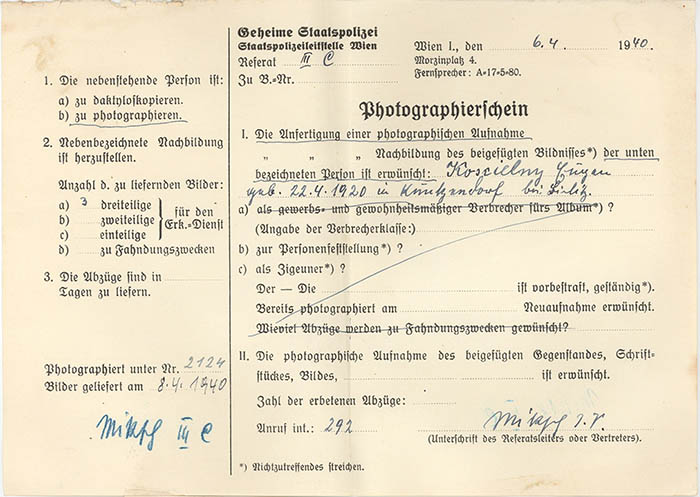 1. Die nebenstehende Person ist:
a) zu daktyloskopieren.
b) zu photographieren.
2. Nebenbezeichnete Nachbildung
ist herzustellen.
Anzahl d. zu liefernden Bilder:
a) 3 dreiteilige
b) zweiteilige
c) einteilige
für den
Erk.=Dienst
d) zu Fahndungszwecken
3. Die Abzüge sind in
Tagen zu liefern.
Photographiert unter Nr. 2124
Bilder geliefert am 8.4.1940
III C
Geheime Staatspolizei
Staatspolizeileitstelle Wien
Referat III C
Zu B.=Nr.
Wien I., den 6.4 1940.
Morzinplatz 4.
Fernsprecher: A=17=5=80.
Photographierschein
I. Die Anfertigung einer photographischen Aufnahme
„ „ „ Nachbildung des beigefügten Bildnisses*) der unten
bezeichneten Person ist erwünscht: Koscielny Eugen
geb. 22.4.1920 in Kunzendorf bei Bielitz.
a) als gewerbs= und gewohnheitsmäßiger Verbrecher fürs Album*) ?
(Angabe der Verbrecherklasse:)
b) zur Personenfeststellung*) ?
c) als Zigeuner*) ?
Der — Die ist vorbestraft, geständig*).
Bereits photographiert am Neuaufnahme erwünscht.
Wieviel Abzüge werden zu Fahndungszwecken gewünscht?
II. Die photographische Aufnahme des beigefügten Gegenstandes, Schrift=
stückes, Bildes, ist erwünscht.
Zahl der erbetenen Abzüge:
Anruf int.: 292
(Unterschrift des Referatsleiters oder Vertreters).
*) Nichtzutreffendes streichen.